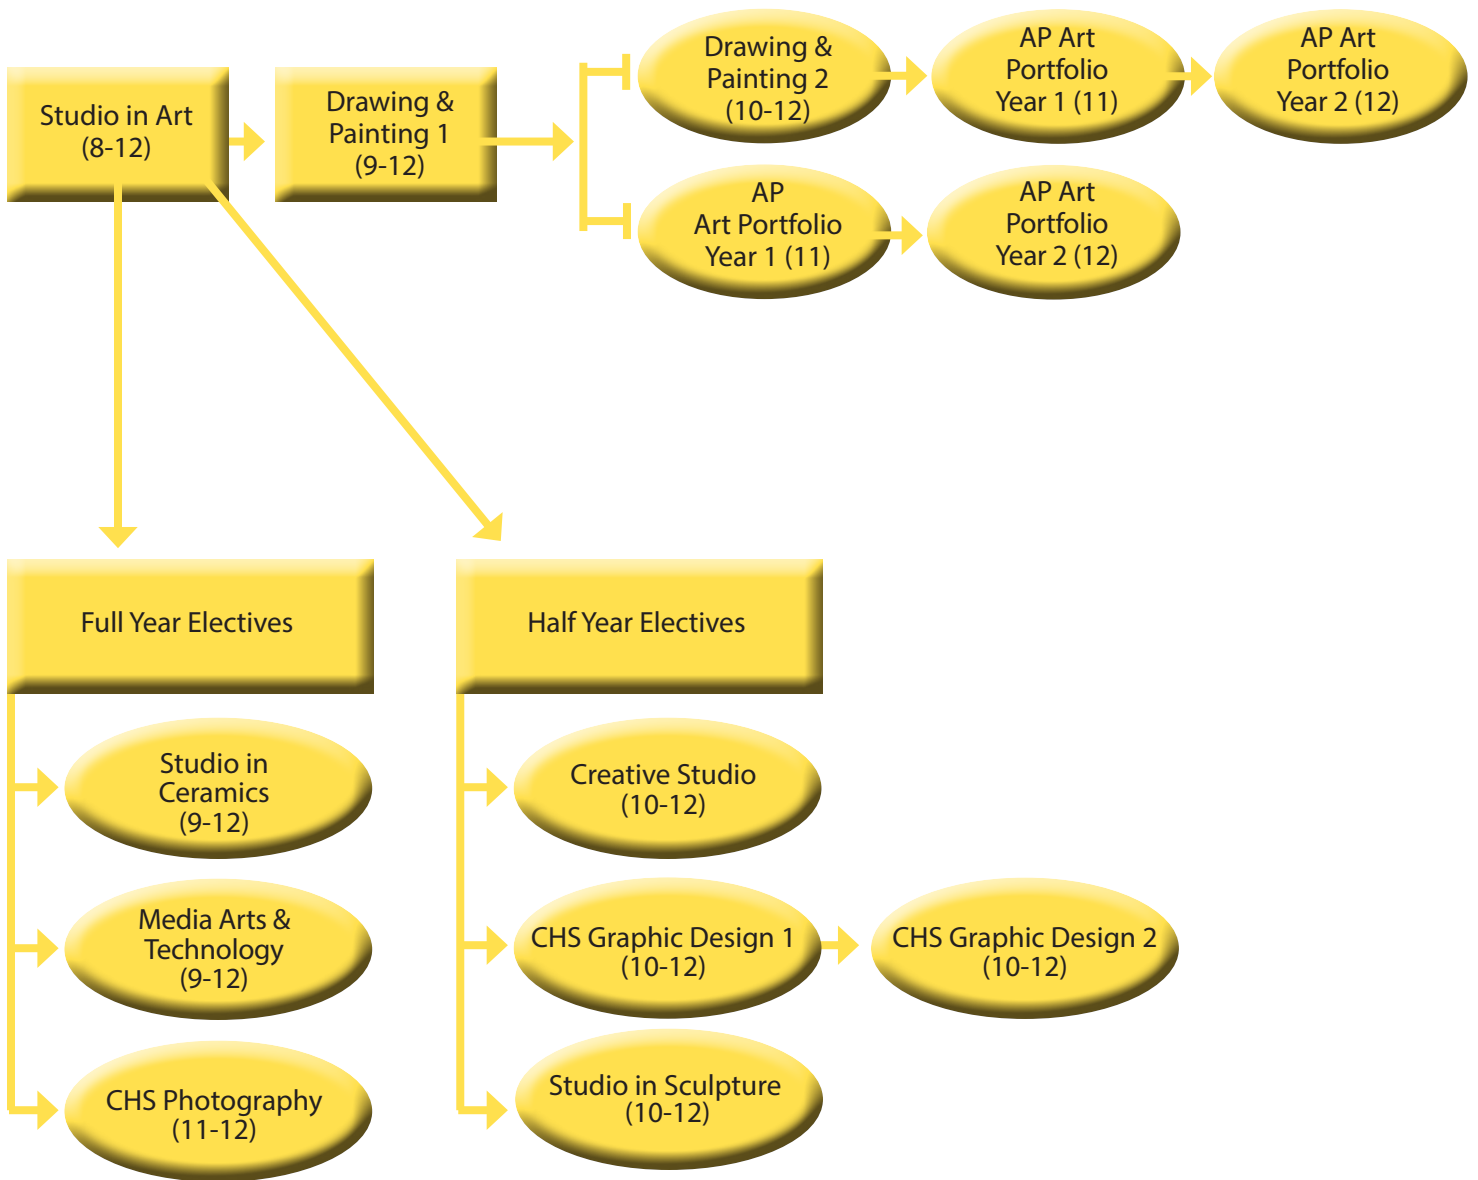 Studio in Art
(8-12)
Drawing &
Painting 1
(9-12)
Drawing &
Painting 2
(10-12)
AP Art
Portfolio
Year 1 (11)
AP Art
Portfolio
Year 2 (12)
AP
Art Portfolio
Year 1 (11)
AP Art
Portfolio
Year 2 (12)
Full Year Electives
Studio in
Ceramics
(9-12)
Media Arts &
Technology
(9-12)
CHS Photography
(11-12)
Half Year Electives
Creative Studio
(10-12)
CHS Graphic Design 1
(10-12)
CHS Graphic Design 2
(10-12)
Studio in Sculpture
(10-12)